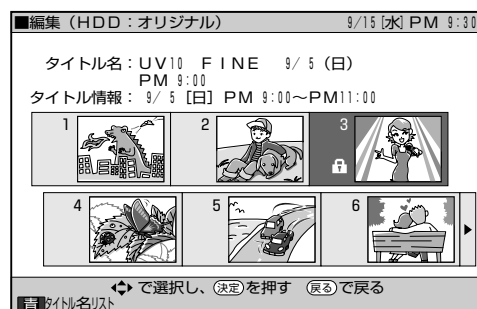 ■編集(HDD:オリジナル) 9/15[水]PM 9:30
タイトル名:UV10 FINE 9/ 5(日)
PM 9:00
タイトル情報: 9/ 5 [日] PM 9:00～PM11:00
1 2 3
4 5 6
で選択し、決定を押す 戻るで戻る
青 タイトル名リスト